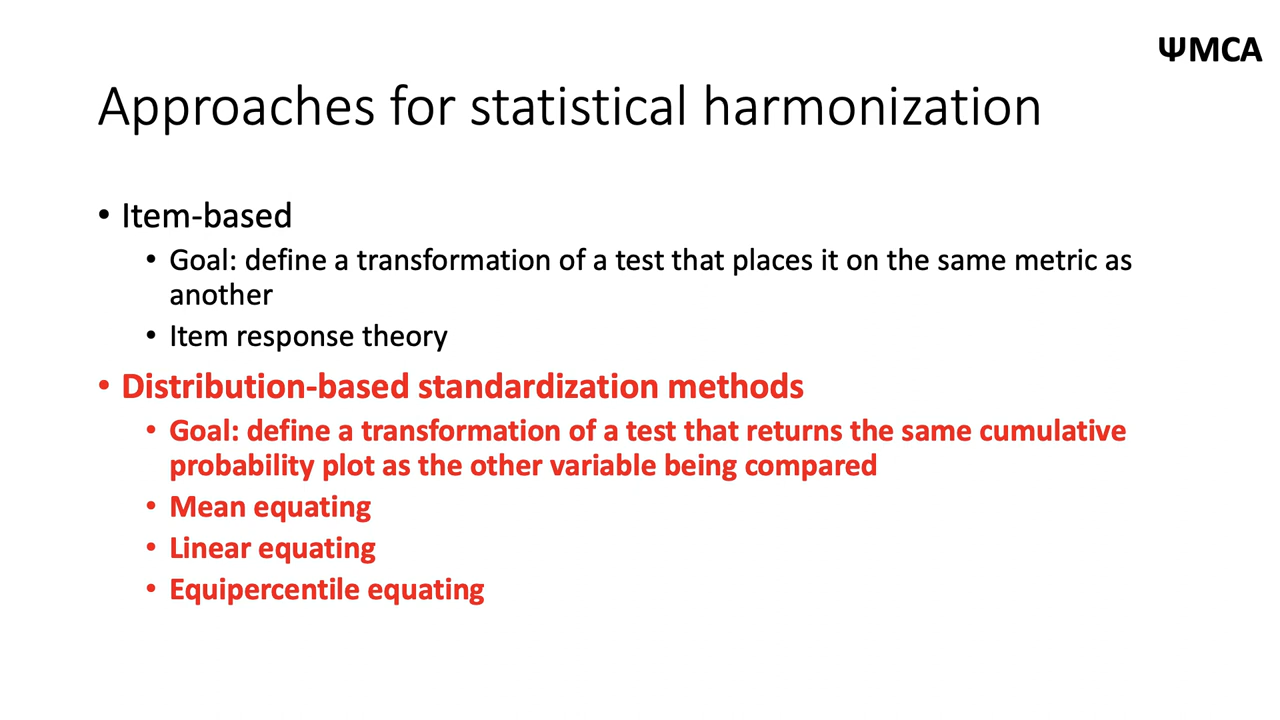 ΨMCA
Approaches for statistical harmonization
• Item-based
• Goal: define a transformation of a test that places it on the same metric as
another
• Item response theory
• Distribution-based standardization methods
• Goal: define a transformation of a test that returns the same cumulative
probability plot as the other variable being compared
• Mean equating
• Linear equating
• Equipercentile equating